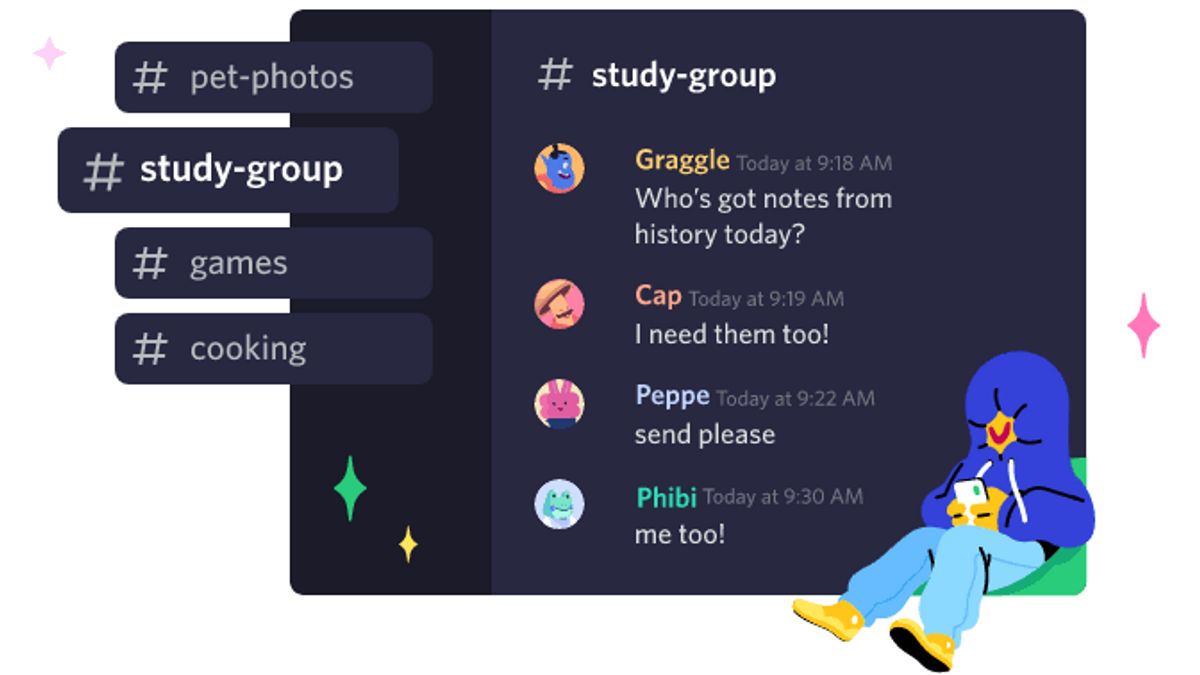 # pet-photos
# study-group
# games
# cooking
# study-group
Graggle Today at 9:18 AM
Who’s got notes from
history today?
Cap Today at 9:19 AM
I need them too!
Peppe Today at 9:22 AM
send please
Phibi Today at 9:30 AM
me too!